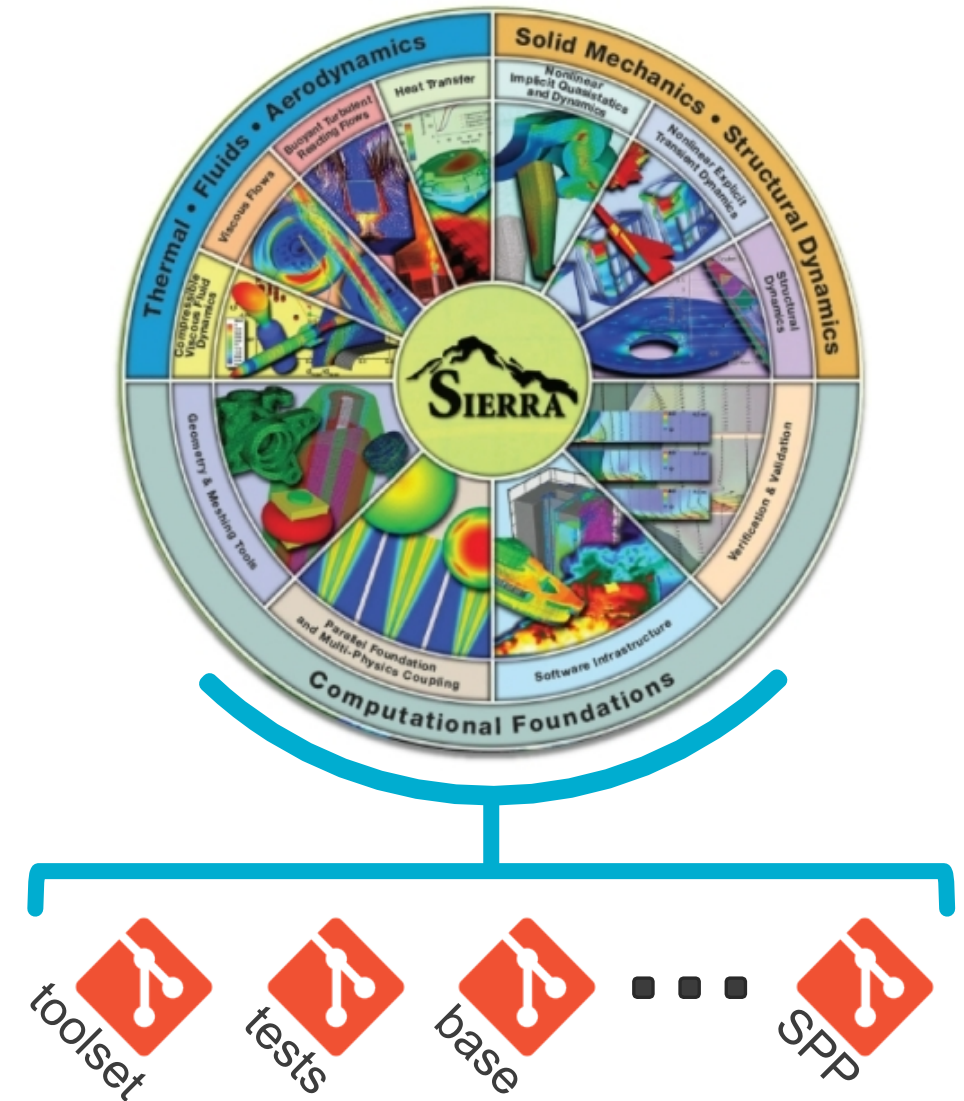 Thermal • Fluids • Aerodynamics
Solid Mechanics • Structural Dynamics
Compressible
Viscous Fluid
Dynamics
Viscous Flows
Buoyant Turbulent
Reacting Flows
Heat Transfer
Nonlinear
Implicit Quasistatics
and Dynamics
Nonlinear Explicit
Transient Dynamics
Structural
Dynamics
SIERRA
Geometry & Meshing Tools
Parallel Foundation
and Multi-Physics Coupling
Software Infrastructure
Verification & Validation
Computational Foundations
toolset
tests
base
SPP